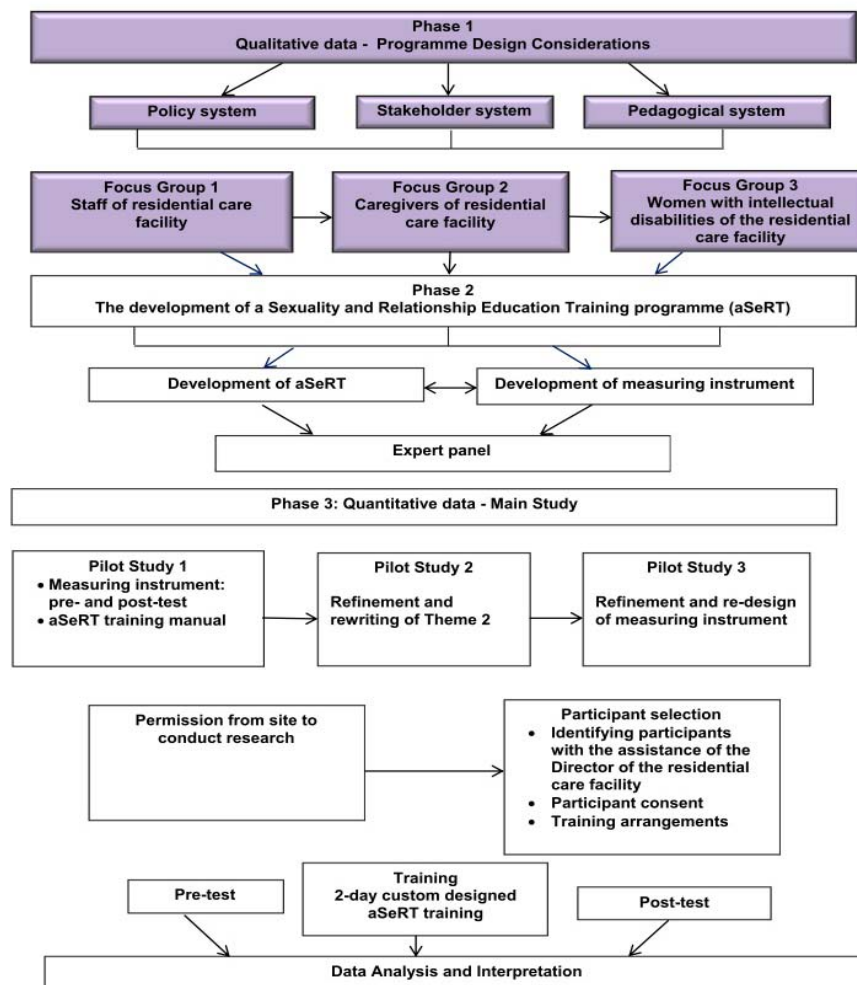 Phase 1
Qualitative data - Programme Design Considerations
Policy system
Stakeholder system
Pedagogical system
Focus Group 1
Staff of residential care
facility
Focus Group 2
Caregivers of residential
care facility
Focus Group 3
Women with intellectual
disabilities of the residential
care facility
Phase 2
The development of a Sexuality and Relationship Education Training programme (aSeRT)
Development of aSeRT
Development of measuring instrument
Expert panel
Phase 3: Quantitative data - Main Study
Pilot Study 1
• Measuring instrument:
pre- and post-test
• aSeRT training manual
Pilot Study 2
Refinement and
rewriting of Theme 2
Pilot Study 3
Refinement and re-design
of measuring instrument
Permission from site to
conduct research
Participant selection
• Identifying participants
with the assistance of the
Director of the residential
care facility
• Participant consent
• Training arrangements
Pre-test
Training
2-day custom designed
aSeRT training
Post-test
Data Analysis and Interpretation